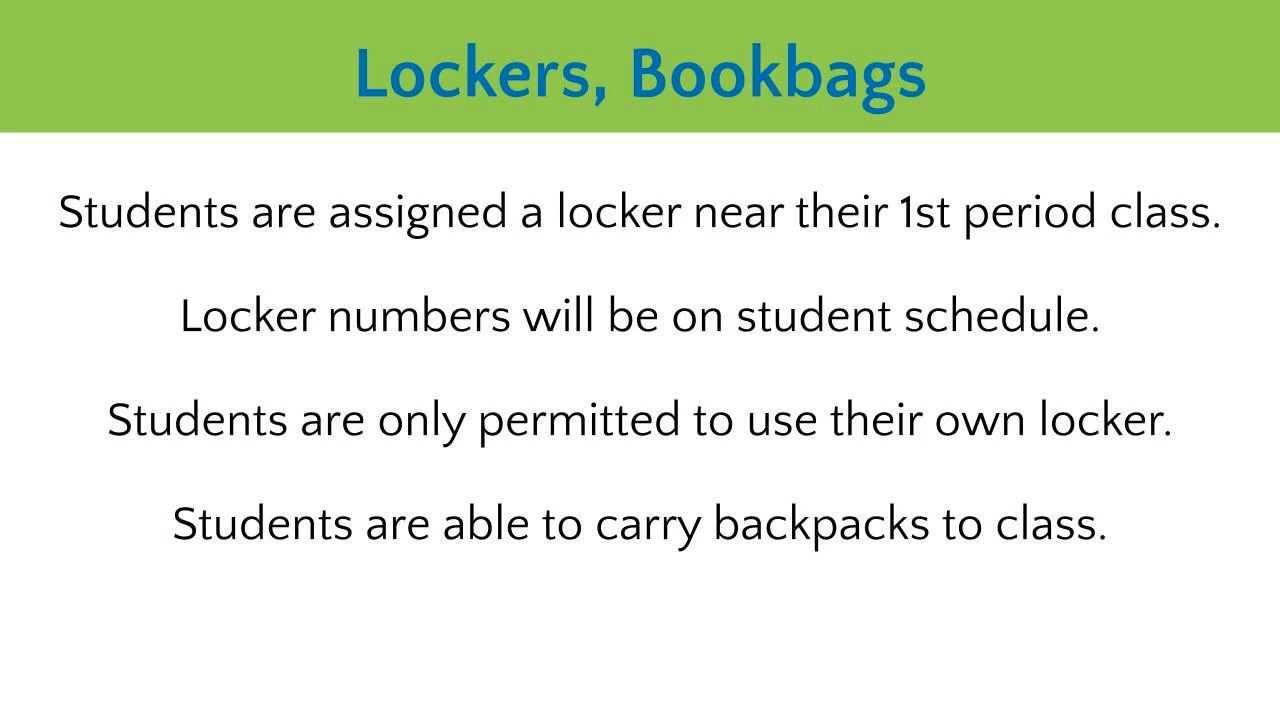 Lockers, Bookbags
Students are assigned a locker near their 1st period class.
Locker numbers will be on student schedule.
Students are only permitted to use their own locker.
Students are able to carry backpacks to class.